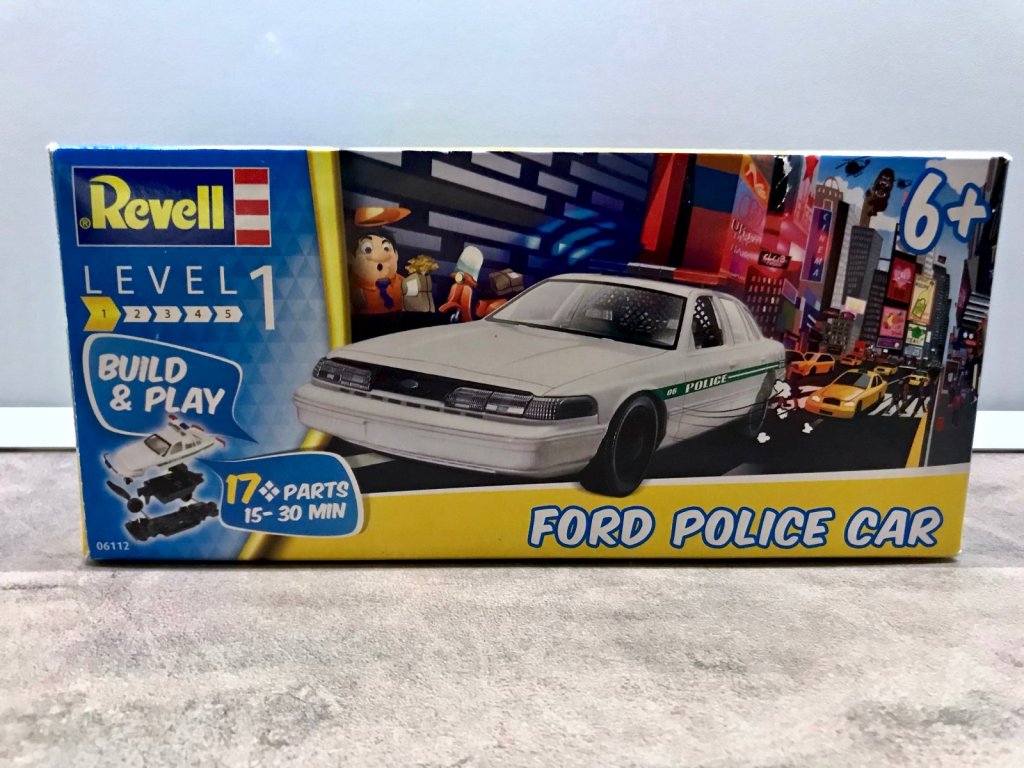 ® Revell
LEVEL 1
1 2 3 4 5
BUILD
& PLAY
17 PARTS
15-30 MIN
06112
6+
CINEMA
06 POLICE
FORD POLICE CAR